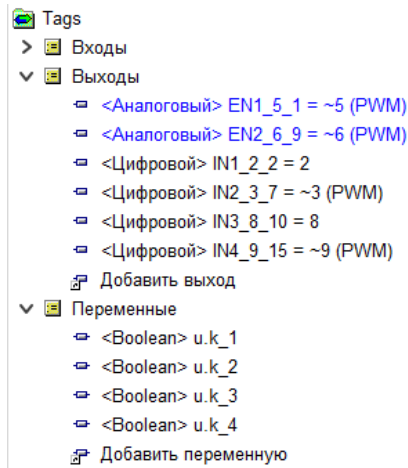 Tags
Входы
Выходы
<Аналоговый> EN1_5_1 = ~5 (PWM)
<Аналоговый> EN2_6_9 = ~6 (PWM)
<Цифровой> IN1_2_2 = 2
<Цифровой> IN2_3_7 = ~3 (PWM)
<Цифровой> IN3_8_10 = 8
<Цифровой> IN4_9_15 = ~9 (PWM)
Добавить выход
Переменные
<Boolean> u.k_1
<Boolean> u.k_2
<Boolean> u.k_3
<Boolean> u.k_4
Добавить переменную